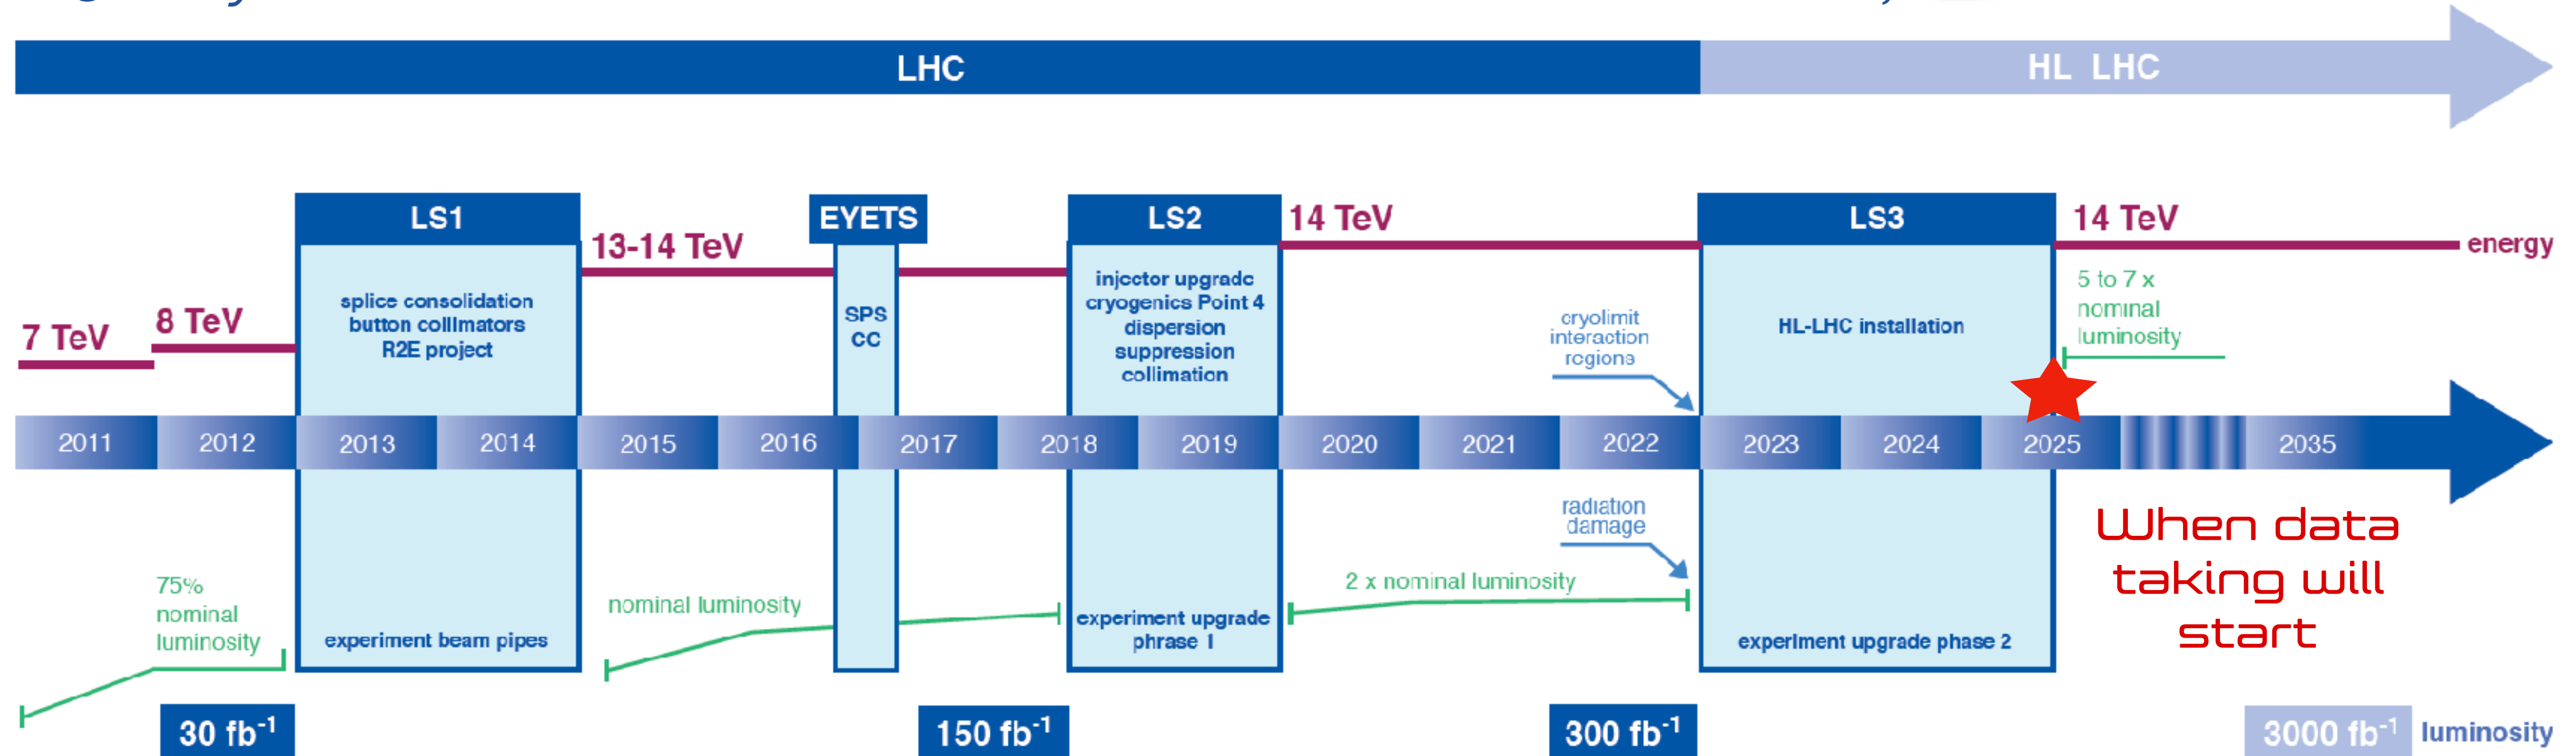 LHC
HL LHC
LS1
EYETS
LS2
14 TeV
LS3
14 TeV
energy
13-14 TeV
7 TeV
8 TeV
splice consolidation
button collimators
R2E project
SPS
CC
injector upgrade
cryogenics Point 4
dispersion
suppression
collimation
cryolimit
interaction
regions
HL-LHC installation
5 to 7 x
nominal
luminosity
2011 2012 2013 2014 2015 2016 2017 2018 2019 2020 2021 2022 2023 2024 2025 2035
radiation
damage
When data
taking will
start
75%
nominal
luminosity
experiment beam pipes
nominal luminosity
experiment upgrade
phrase 1
2 x nominal luminosity
experiment upgrade phase 2
30 fb⁻¹
150 fb⁻¹
300 fb⁻¹
3000 fb⁻¹
luminosity